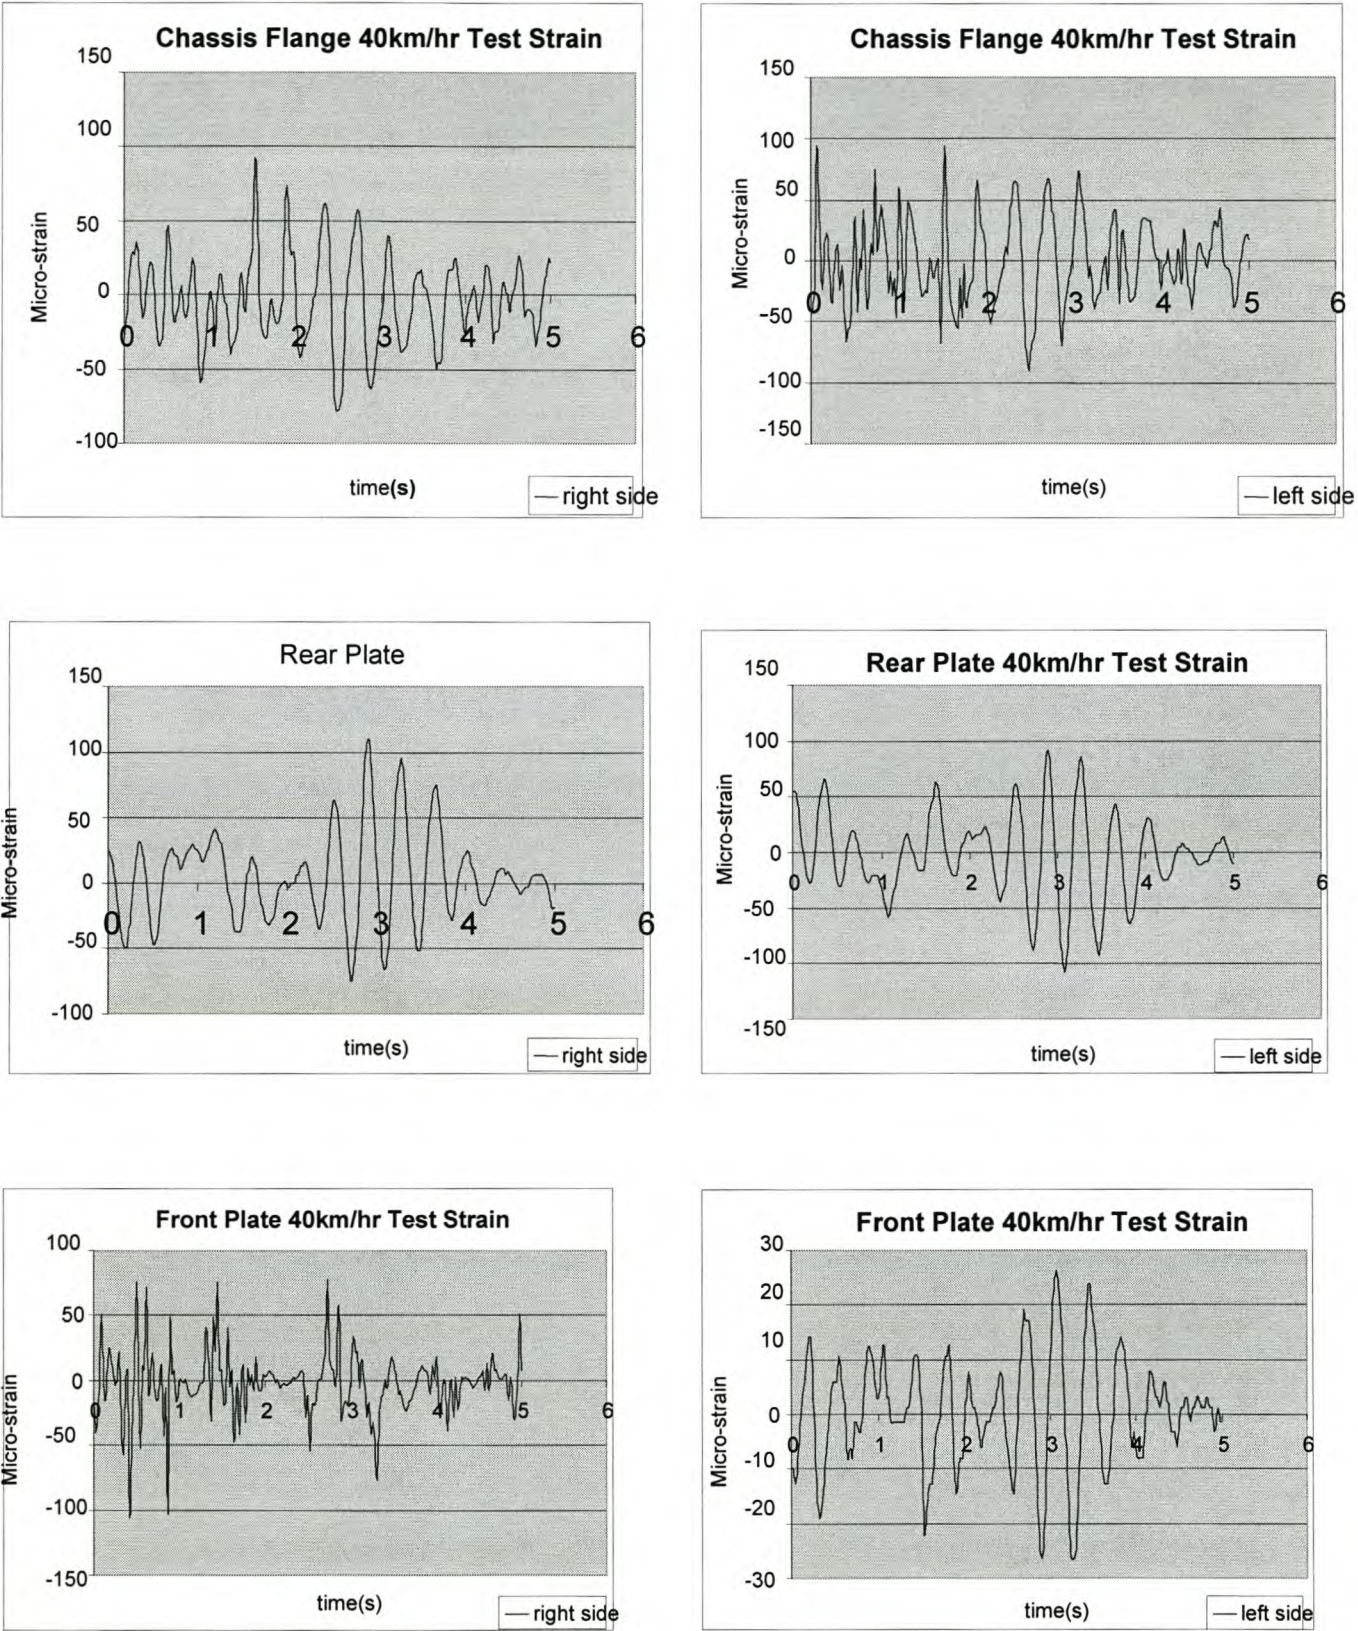 Chassis Flange 40km/hr Test Strain
150
100
50
0
-50
-100
Micro-strain
0 1 2 3 4 5 6
time(s)
right side
Chassis Flange 40km/hr Test Strain
150
100
50
0
-50
-100
-150
Micro-strain
0 1 2 3 4 5 6
time(s)
left side
Rear Plate
150
100
50
0
-50
-100
Micro-strain
0 1 2 3 4 5 6
time(s)
right side
Rear Plate 40km/hr Test Strain
150
100
50
0
-50
-100
-150
Micro-strain
0 1 2 3 4 5 6
time(s)
left side
Front Plate 40km/hr Test Strain
100
50
0
-50
-100
-150
Micro-strain
0 1 2 3 4 5 6
time(s)
right side
Front Plate 40km/hr Test Strain
30
20
10
0
-10
-20
-30
Micro-strain
0 1 2 3 4 5 6
time(s)
left side